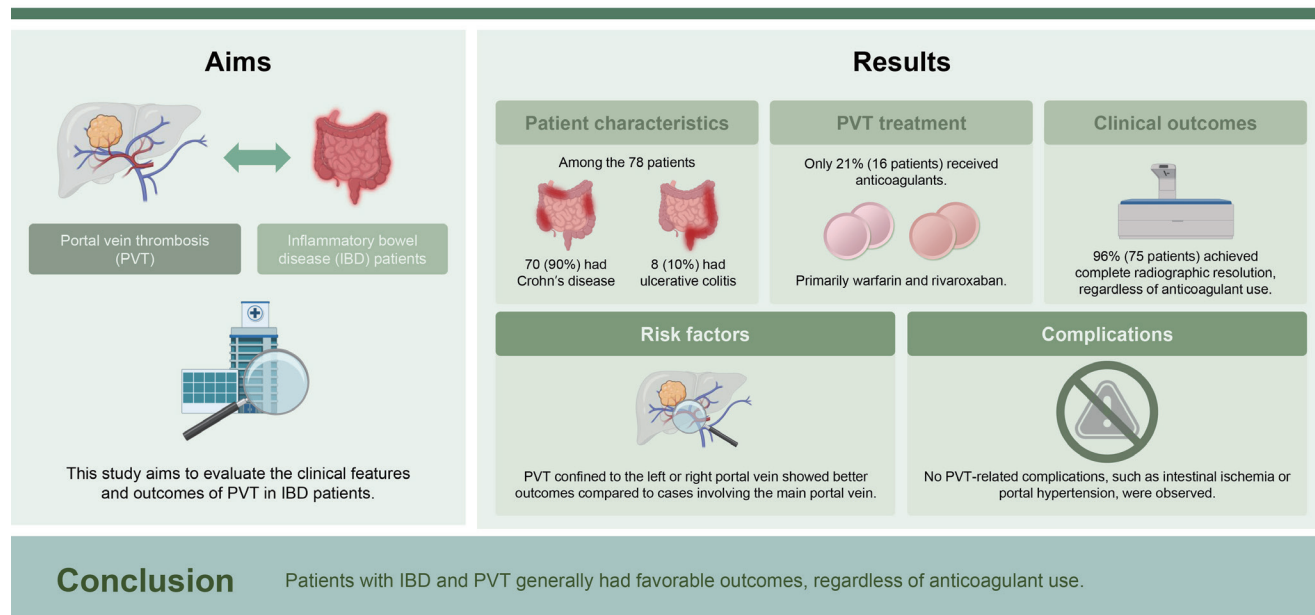 Aims
Portal vein thrombosis
(PVT)
Inflammatory bowel
disease (IBD) patients
This study aims to evaluate the clinical features
and outcomes of PVT in IBD patients.
Results
Patient characteristics
Among the 78 patients
70 (90%) had
Crohn’s disease
8 (10%) had
ulcerative colitis
PVT treatment
Only 21% (16 patients) received
anticoagulants.
Primarily warfarin and rivaroxaban.
Clinical outcomes
96% (75 patients) achieved
complete radiographic resolution,
regardless of anticoagulant use.
Risk factors
PVT confined to the left or right portal vein showed better
outcomes compared to cases involving the main portal vein.
Complications
No PVT-related complications, such as intestinal ischemia or
portal hypertension, were observed.
Conclusion
Patients with IBD and PVT generally had favorable outcomes, regardless of anticoagulant use.